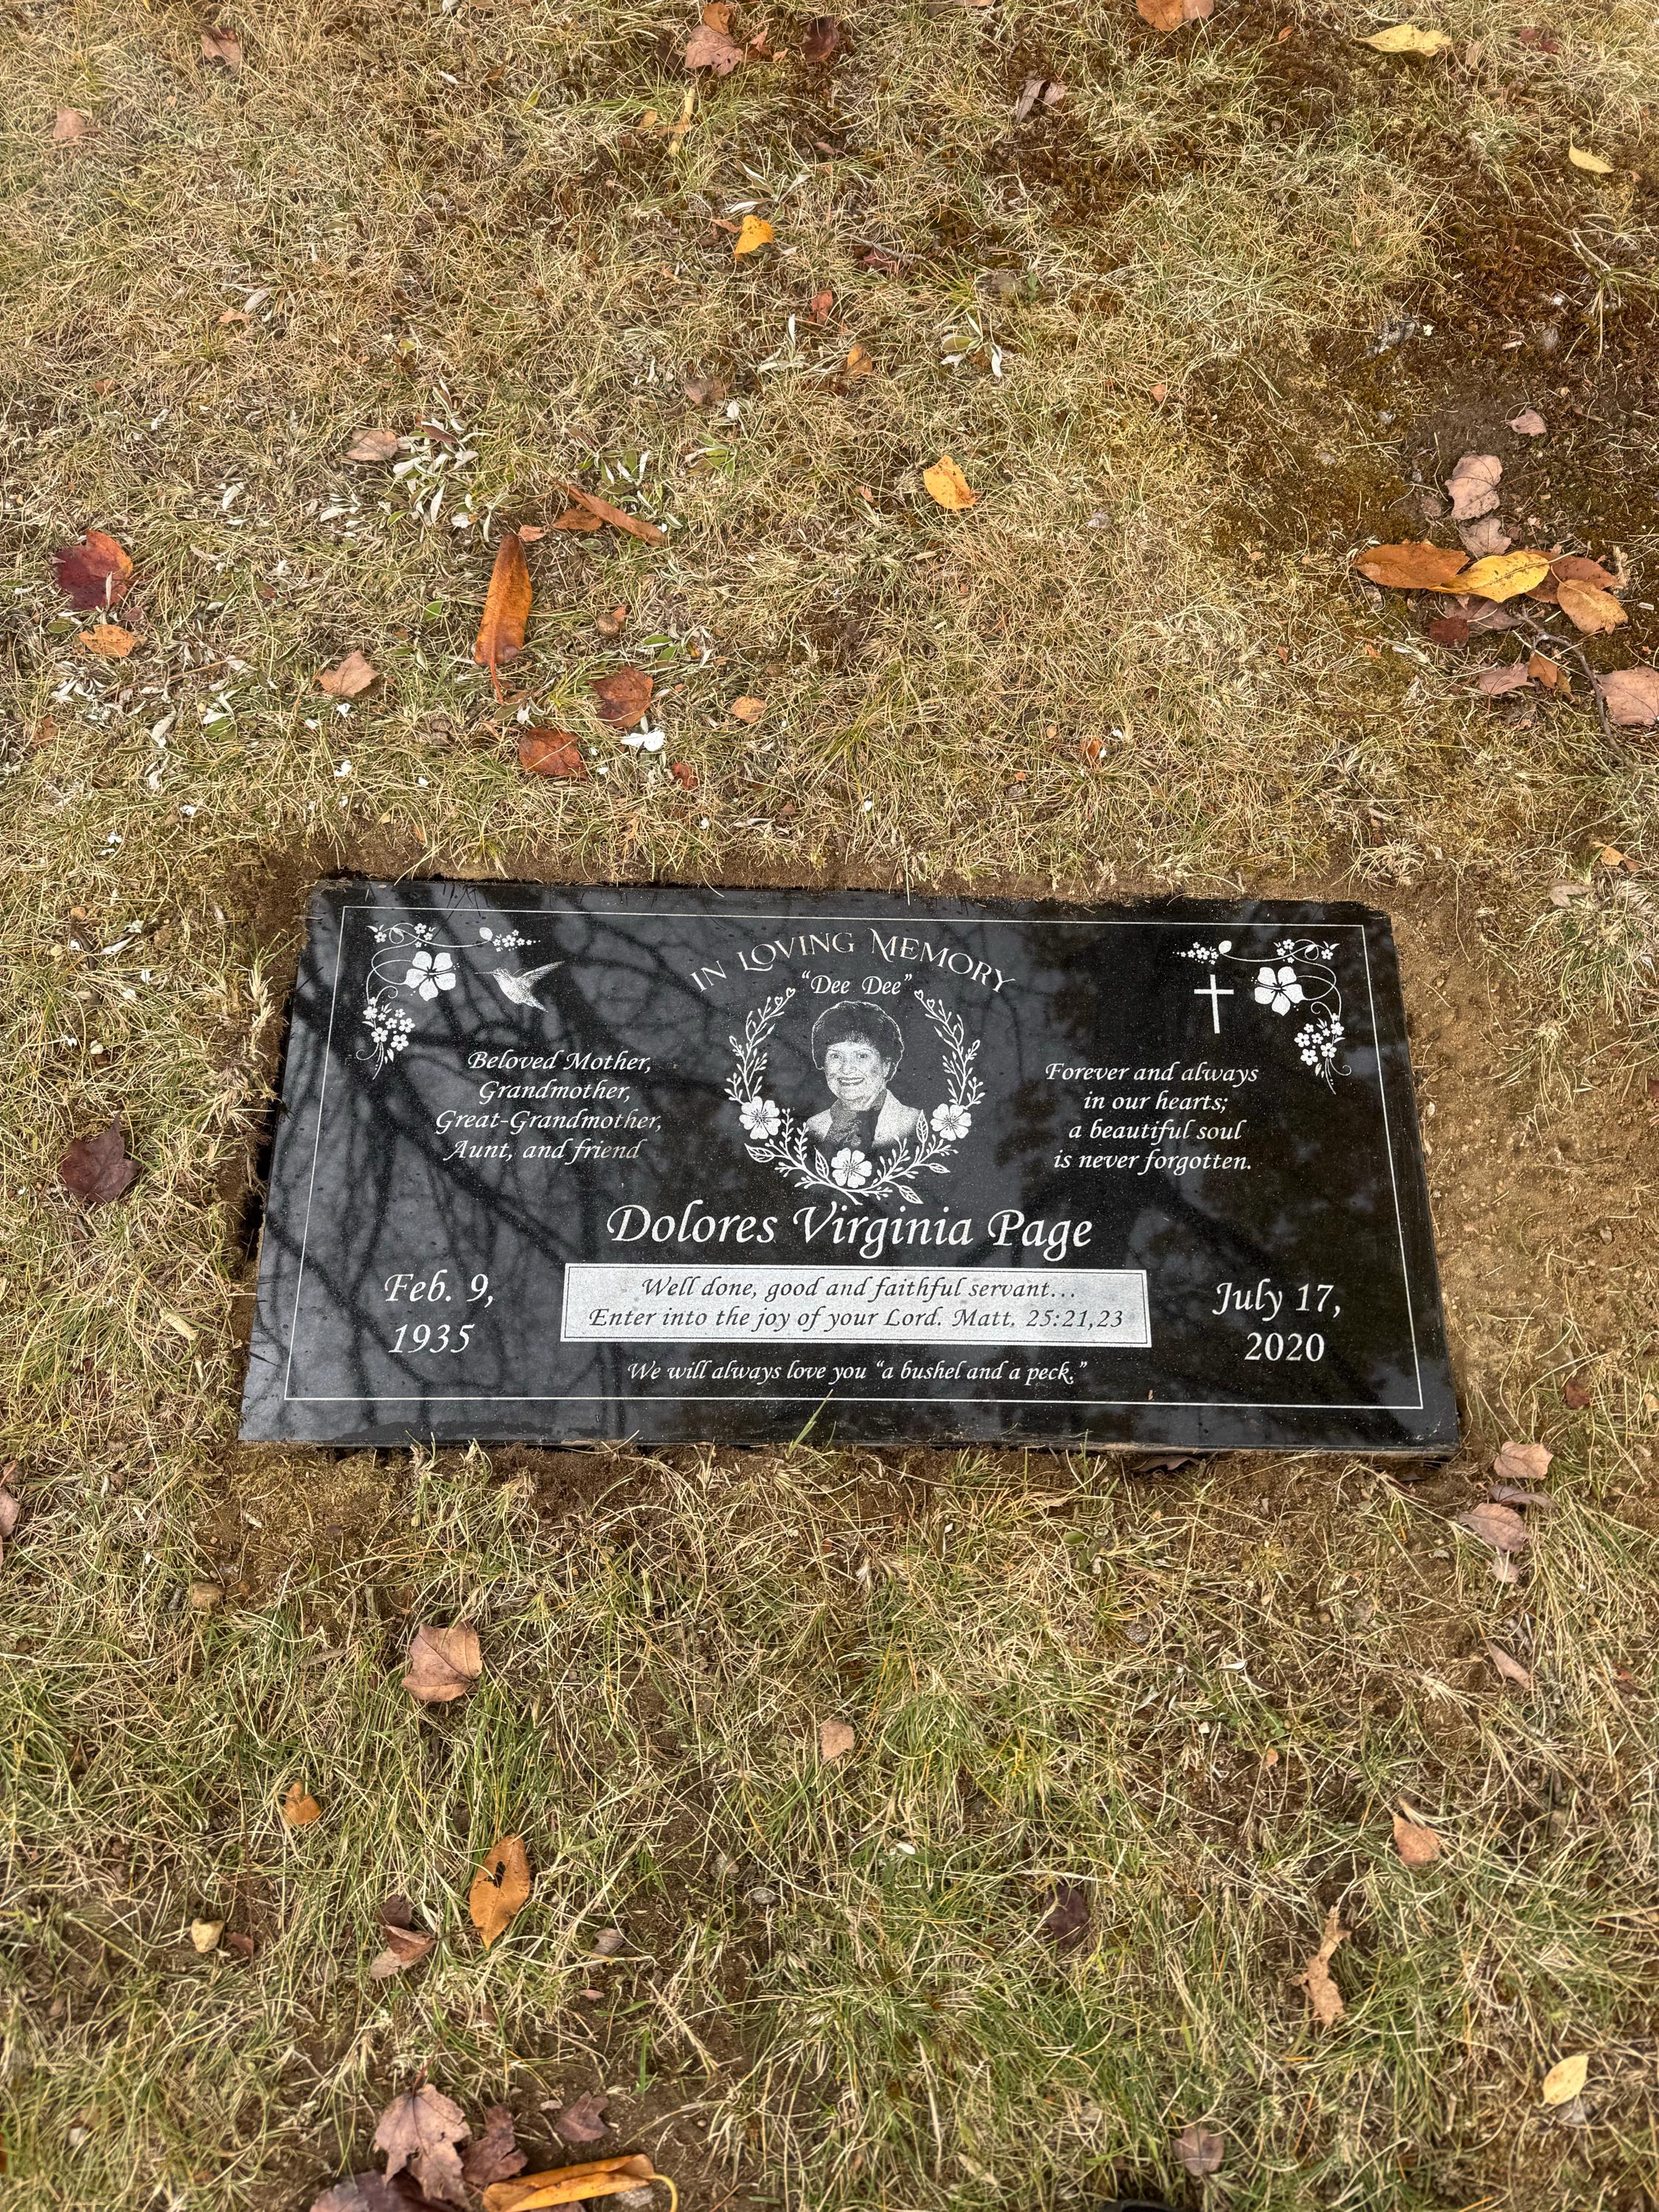 IN LOVING MEMORY
“Dee Dee”
Beloved Mother,
Grandmother,
Great-Grandmother,
Aunt, and friend
Forever and always
in our hearts;
a beautiful soul
is never forgotten.
Dolores Virginia Page
Feb. 9,
1935
Well done, good and faithful servant...
Enter into the joy of your Lord. Matt. 25:21,23
July 17,
2020
We will always love you “a bushel and a peck.”